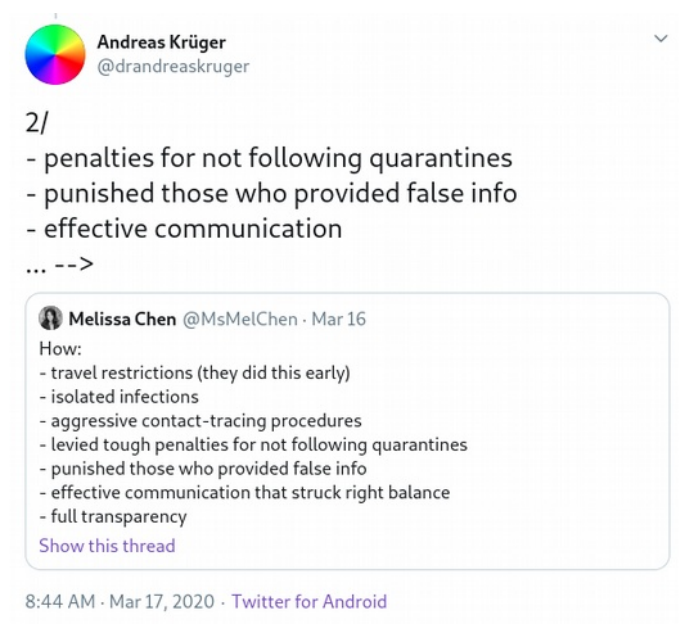 Andreas Krüger
@drandreaskruger
2/
- penalties for not following quarantines
- punished those who provided false info
- effective communication
... -->
Melissa Chen @MsMelChen · Mar 16
How:
- travel restrictions (they did this early)
- isolated infections
- aggressive contact-tracing procedures
- levied tough penalties for not following quarantines
- punished those who provided false info
- effective communication that struck right balance
- full transparency
Show this thread
8:44 AM · Mar 17, 2020 · Twitter for Android